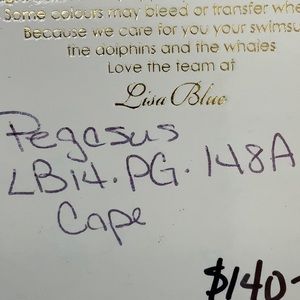 Some colours may bleed or transfer whe
Because we care for you your swimsu
the dolphins and the whales
Love the team at
Lisa Blue
Pegasus
LB14.PG.148A
Cape
$140-